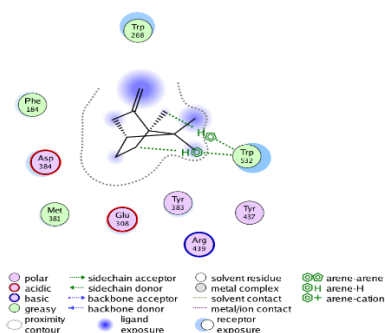 Trp
268
Phe
184
Asp
384
Met
381
Glu
308
Tyr
383
Arg
439
Tyr
437
Trp
532
H
H
polar
acidic
basic
greasy
proximity
contour
sidechain acceptor
sidechain donor
backbone acceptor
backbone donor
ligand
exposure
solvent residue
metal complex
solvent contact
metal/ion contact
receptor
exposure
arene-arene
H arene-H
+ arene-cation